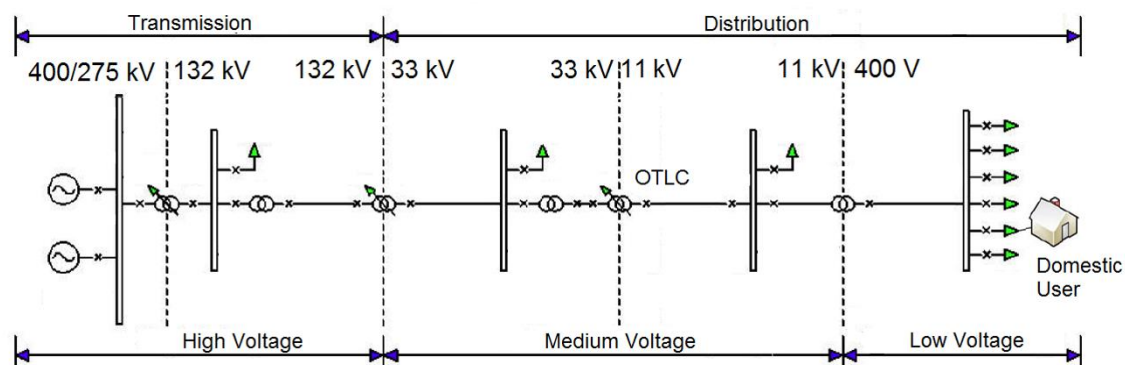 Transmission
Distribution
400/275 kV
132 kV
132 kV
33 kV
33 kV
11 kV
11 kV
400 V
OTLC
Domestic
User
High Voltage
Medium Voltage
Low Voltage